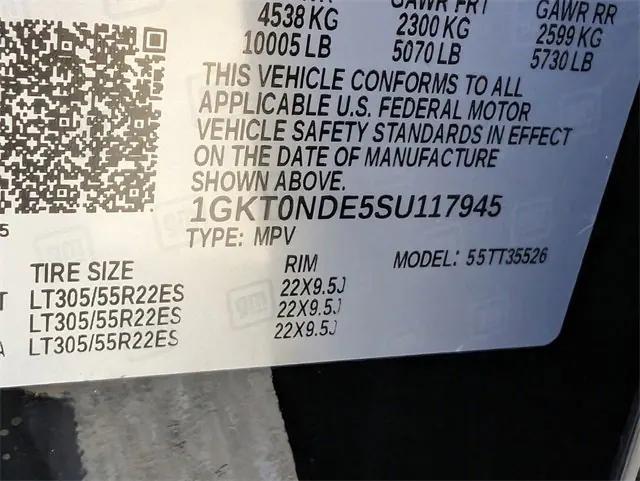 4538 KG
10005 LB
GAWR FRT
2300 KG
5070 LB
GAWR RR
2599 KG
5730 LB
THIS VEHICLE CONFORMS TO ALL
APPLICABLE U.S. FEDERAL MOTOR
VEHICLE SAFETY STANDARDS IN EFFECT
ON THE DATE OF MANUFACTURE
SHOWN ABOVE.
1GKT0NDE5SU117945
TYPE: MPV
MODEL: 55TT35526
TIRE SIZE
RIM
LT305/55R22ES
22X9.5J
LT305/55R22ES
22X9.5J
LT305/55R22ES
22X9.5J